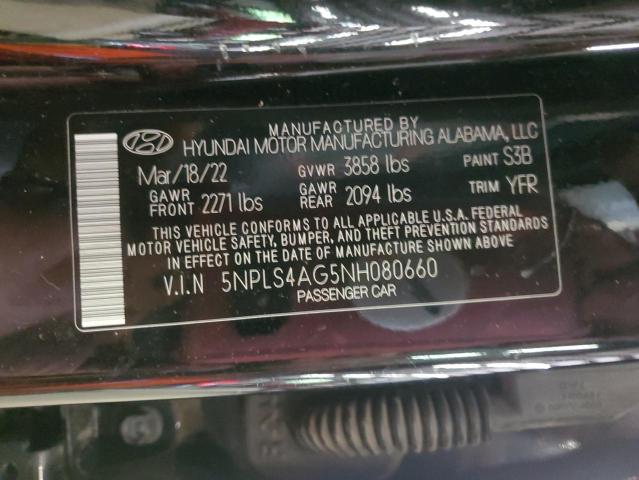 MANUFACTURED BY
HYUNDAI MOTOR MANUFACTURING ALABAMA, LLC
Mar/18/22 GVWR 3858 lbs PAINT S3B
GAWR FRONT 2271 lbs GAWR REAR 2094 lbs TRIM YFR
THIS VEHICLE CONFORMS TO ALL APPLICABLE U.S.A. FEDERAL
MOTOR VEHICLE SAFETY, BUMPER, AND THEFT PREVENTION STANDARDS
IN EFFECT ON THE DATE OF MANUFACTURE SHOWN ABOVE.
V.I.N 5NPLS4AG5NH080660
PASSENGER CAR